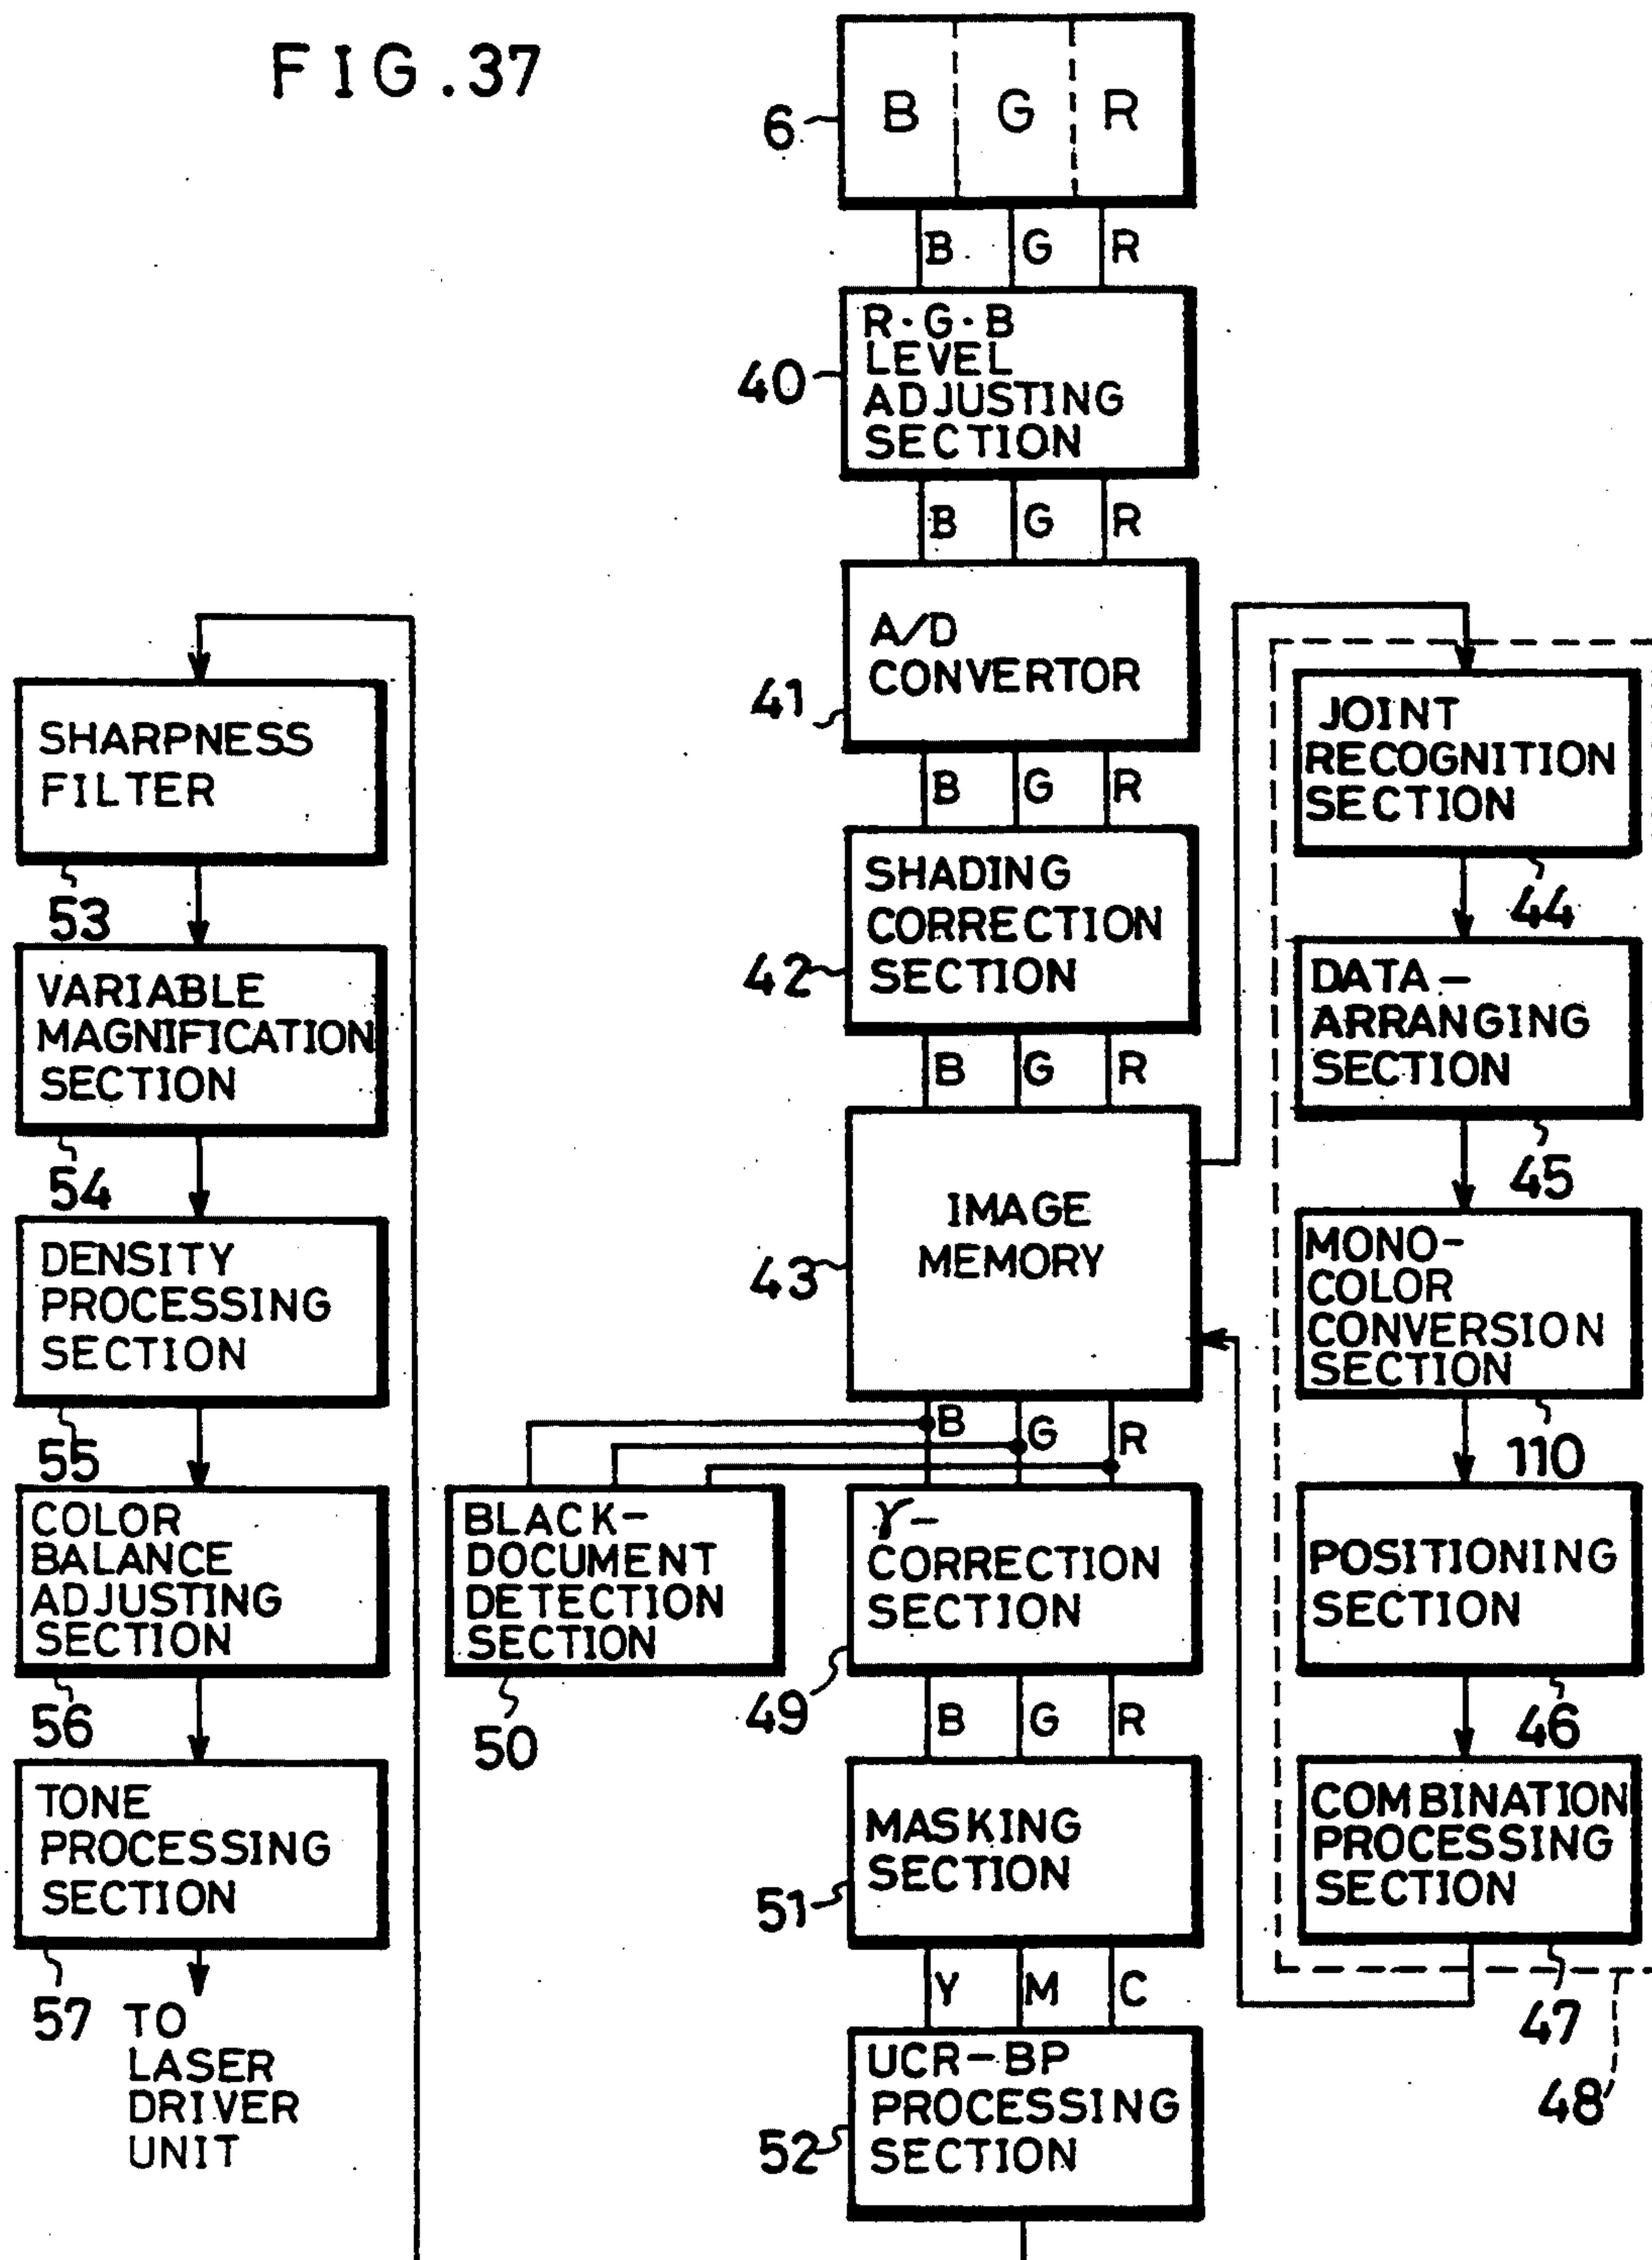 FIG.37
B G R
6
B G R
R·G·B
LEVEL
ADJUSTING
SECTION
40
B G R
A/D
CONVERTOR
41
B G R
SHADING
CORRECTION
SECTION
42
B G R
IMAGE
MEMORY
43
B G R
JOINT
RECOGNITION
SECTION
44
DATA-
ARRANGING
SECTION
45
MONO-
COLOR
CONVERSION
SECTION
110
POSITIONING
SECTION
46
COMBINATION
PROCESSING
SECTION
47
48
BLACK-
DOCUMENT
DETECTION
SECTION
50
γ-
CORRECTION
SECTION
49
B G R
MASKING
SECTION
51
Y M C
UCR-BP
PROCESSING
SECTION
52
SHARPNESS
FILTER
53
VARIABLE
MAGNIFICATION
SECTION
54
DENSITY
PROCESSING
SECTION
55
COLOR
BALANCE
ADJUSTING
SECTION
56
TONE
PROCESSING
SECTION
57
TO
LASER
DRIVER
UNIT